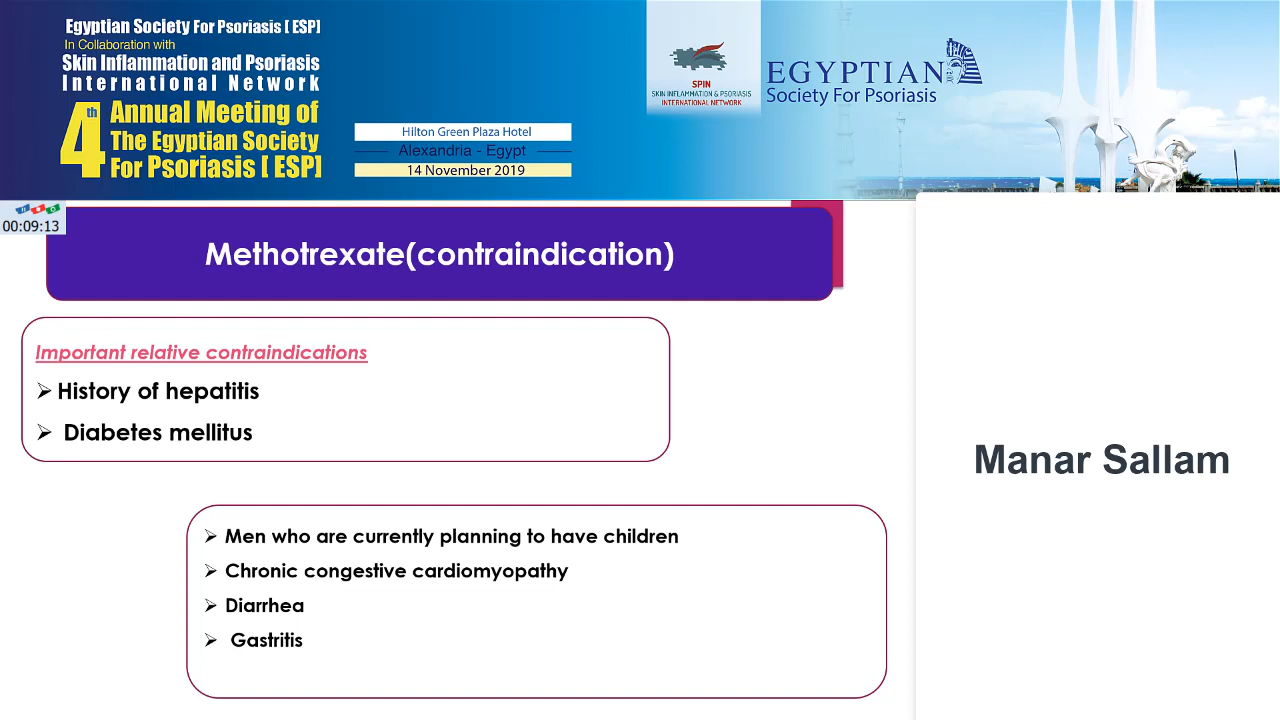 Egyptian Society For Psoriasis [ ESP]
In Collaboration with
Skin Inflammation and Psoriasis
International Network
4th Annual Meeting of
The Egyptian Society
For Psoriasis [ ESP]
Hilton Green Plaza Hotel
Alexandria - Egypt
14 November 2019
SPIN
SKIN INFLAMMATION & PSORIASIS
INTERNATIONAL NETWORK
EGYPTIAN
Society For Psoriasis
00:09:13
Methotrexate(contraindication)
Important relative contraindications
➢ History of hepatitis
➢ Diabetes mellitus
➢ Men who are currently planning to have children
➢ Chronic congestive cardiomyopathy
➢ Diarrhea
➢ Gastritis
Manar Sallam